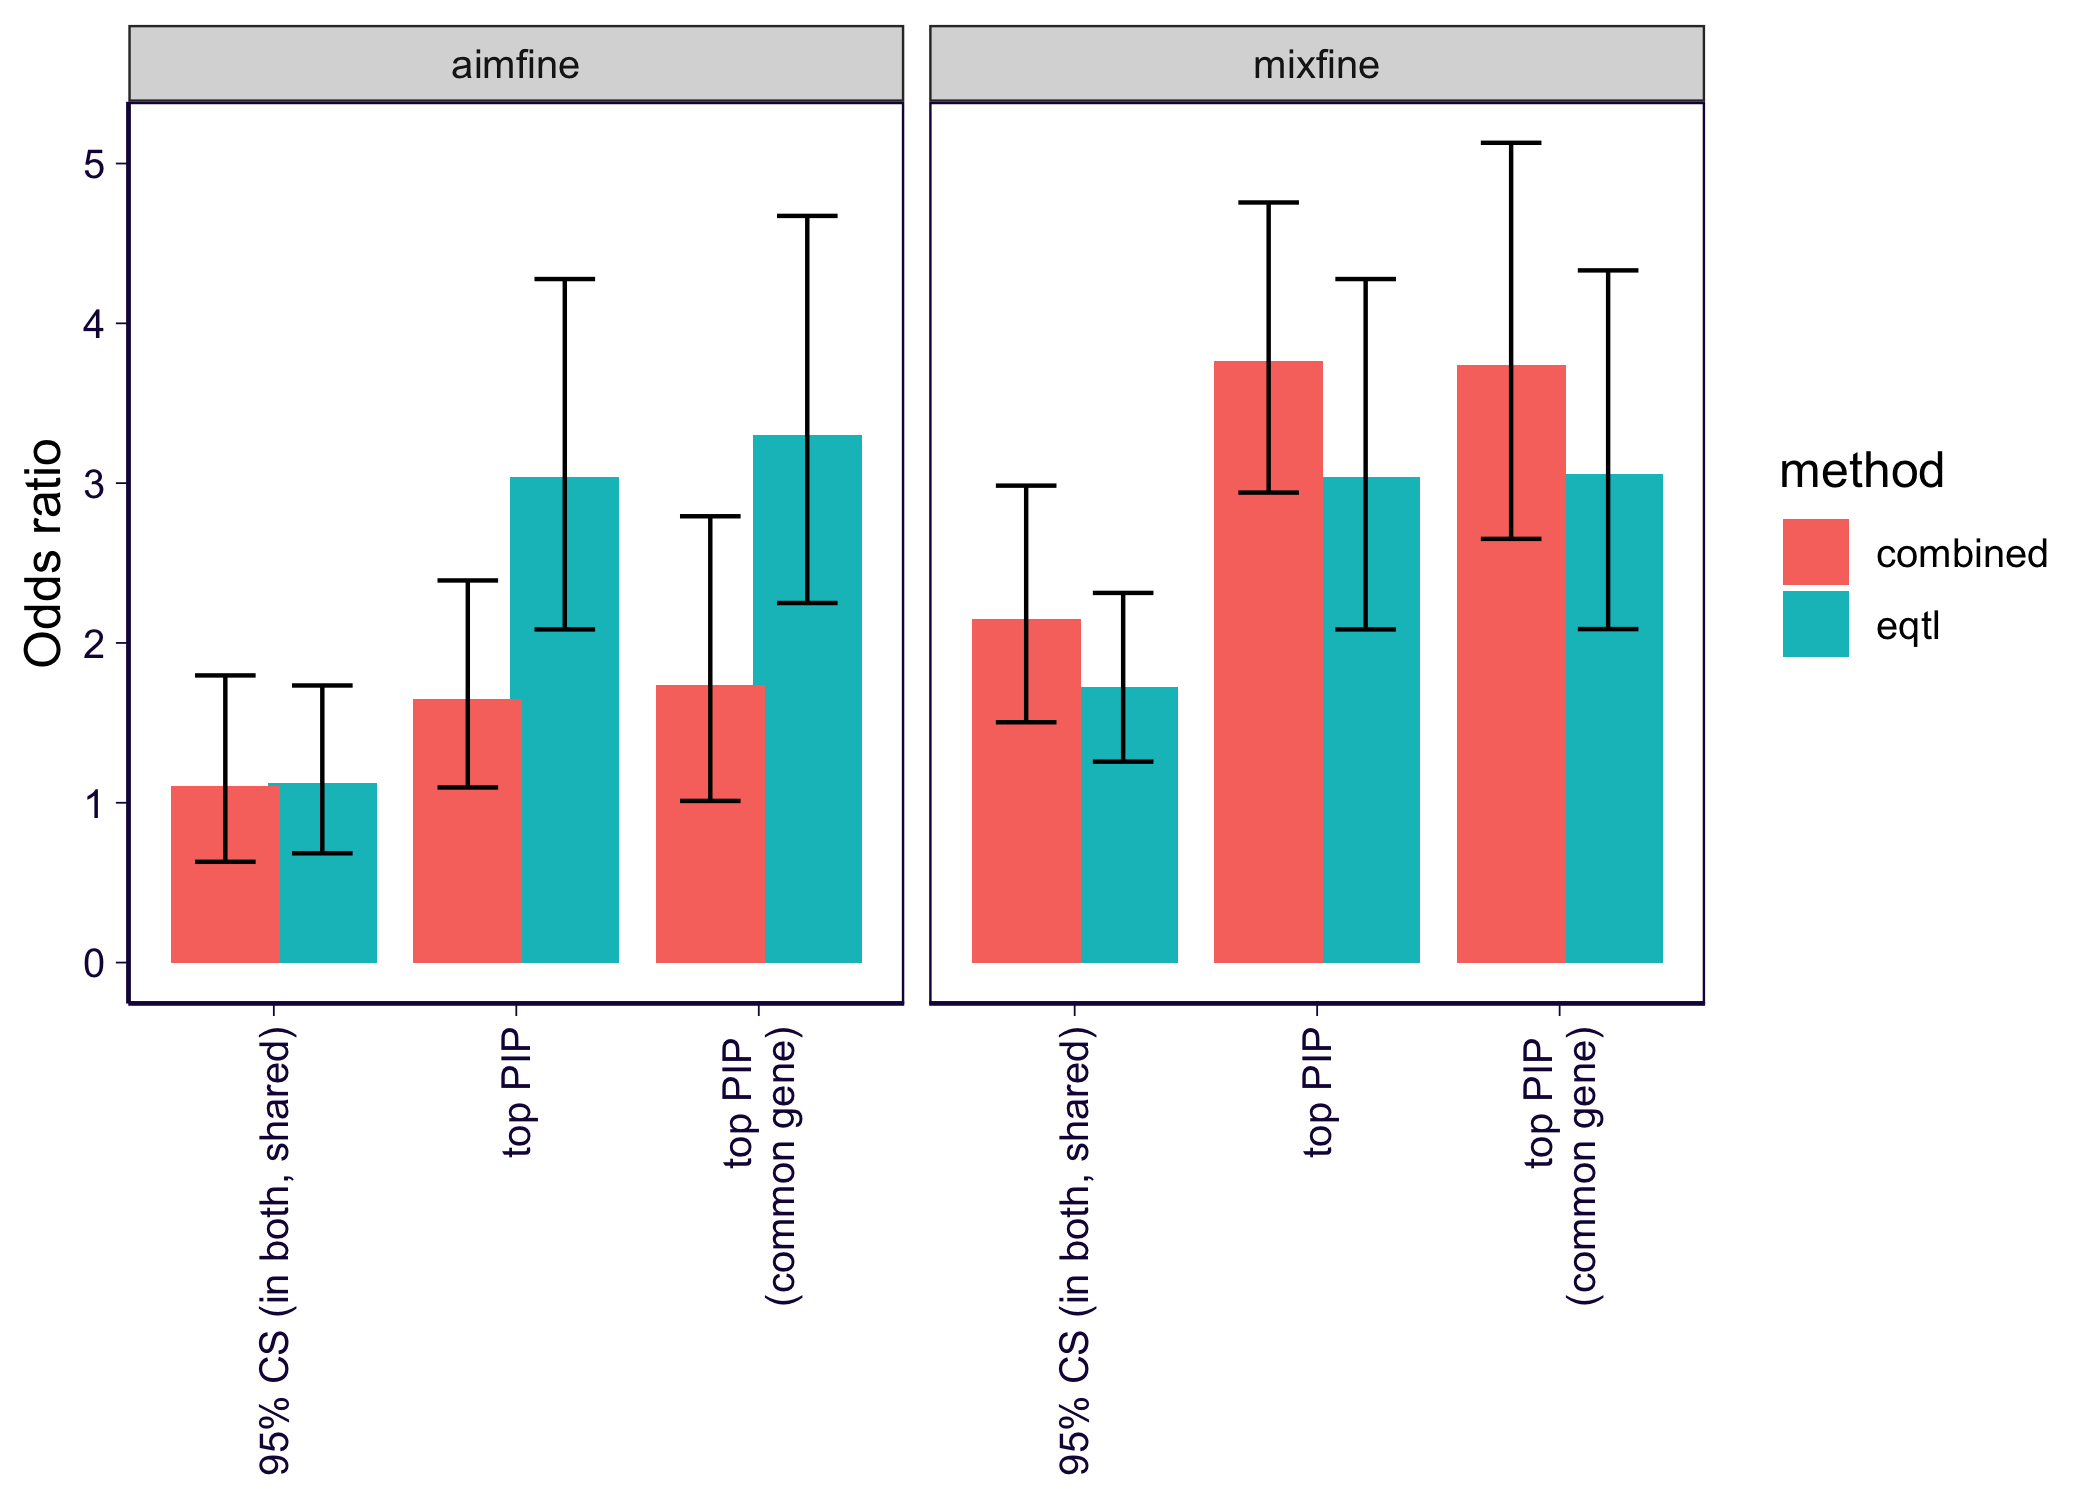 aimfine
mixfine
Odds ratio
5
4
3
2
1
0
95% CS (in both, shared)
top PIP
top PIP
(common gene)
95% CS (in both, shared)
top PIP
top PIP
(common gene)
method
combined
eqtl